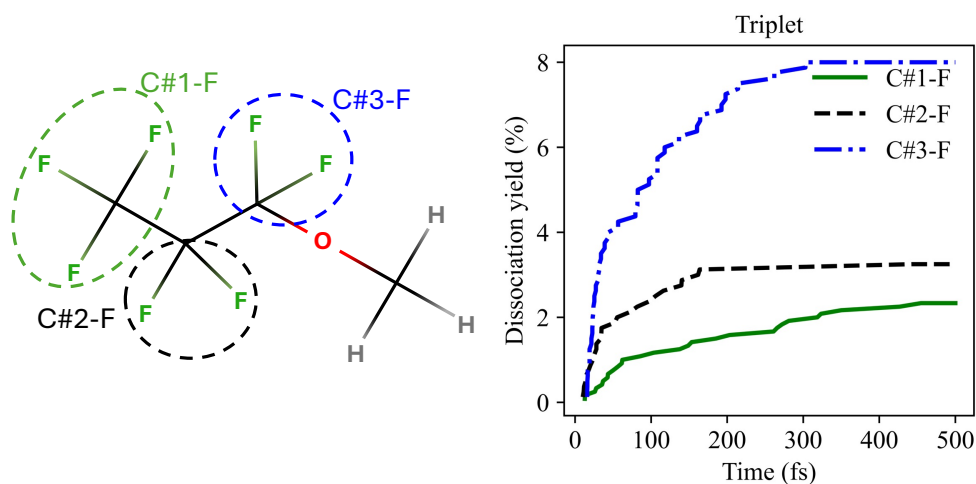 C#1-F
C#3-F
F
F
F
F
H
O
F
F
F
C#2-F
H
H
Triplet
Dissociation yield (%)
8
6
4
2
0
C#1-F
C#2-F
C#3-F
0 100 200 300 400 500
Time (fs)